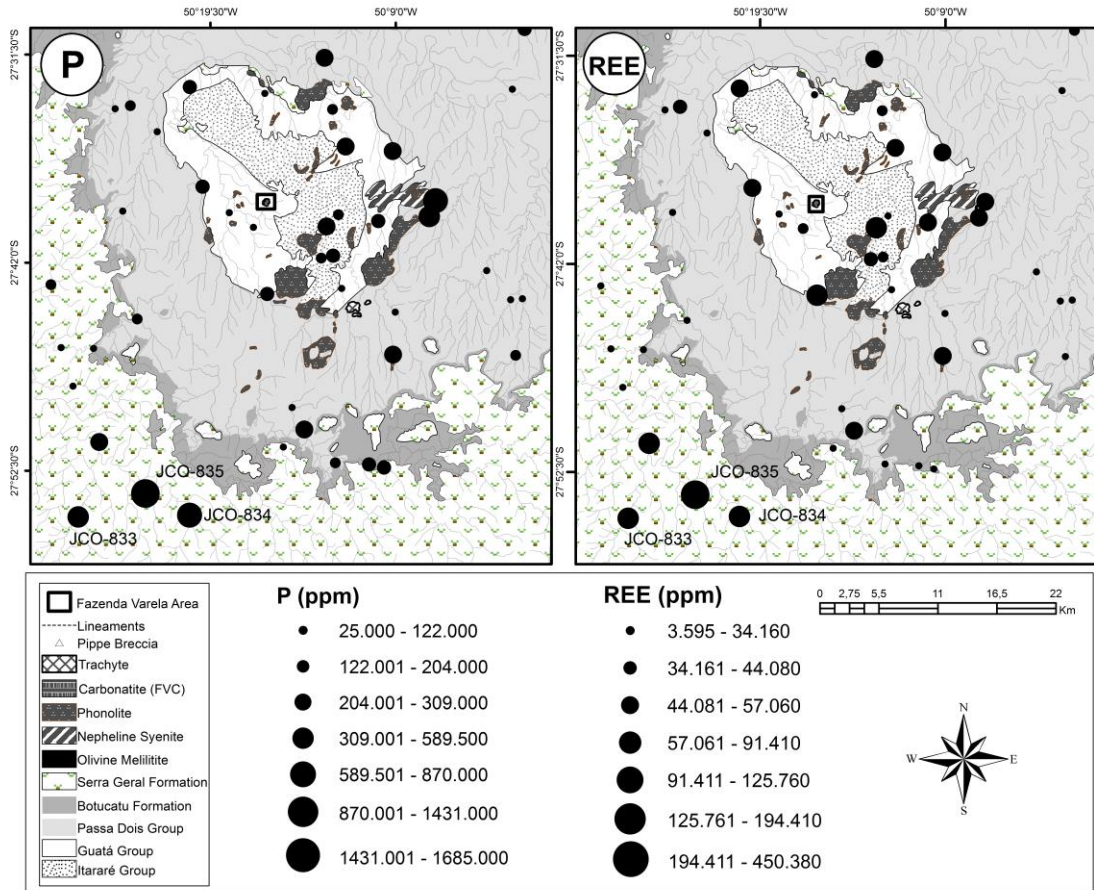 50°19'30"W
50°9'0"W
50°19'30"W
50°9'0"W
27°31'30"S
27°31'30"S
P
REE
27°42'0"S
27°42'0"S
27°52'30"S
27°52'30"S
JCO-835
JCO-834
JCO-833
JCO-835
JCO-834
JCO-833
Fazenda Varela Area
Lineaments
Pippe Breccia
Trachyte
Carbonatite (FVC)
Phonolite
Nepheline Syenite
Olivine Melilitite
Serra Geral Formation
Botucatu Formation
Passa Dois Group
Guatá Group
Itararé Group
P (ppm)
25.000 - 122.000
122.001 - 204.000
204.001 - 309.000
309.001 - 589.500
589.501 - 870.000
870.001 - 1431.000
1431.001 - 1685.000
REE (ppm)
3.595 - 34.160
34.161 - 44.080
44.081 - 57.060
57.061 - 91.410
91.411 - 125.760
125.761 - 194.410
194.411 - 450.380
0 2,75 5,5 11 16,5 22
Km
N
W E
S